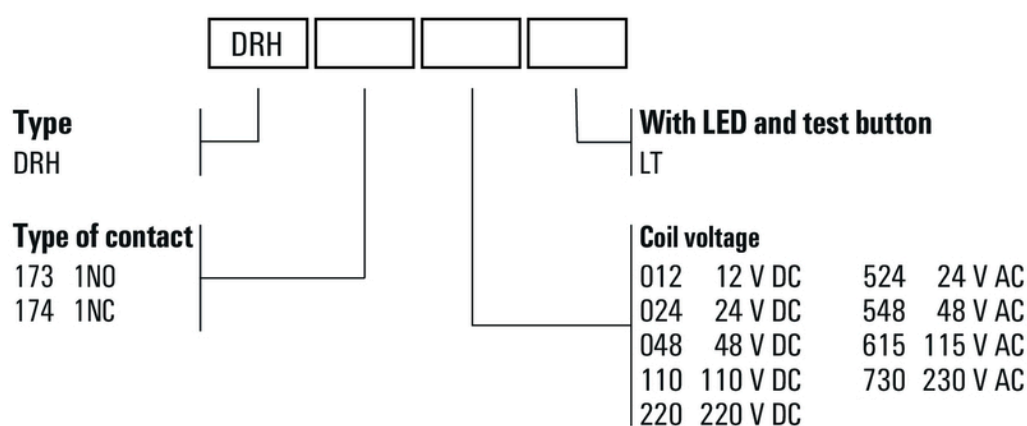 DRH
Type
DRH
With LED and test button
LT
Type of contact
173 1NO
174 1NC
Coil voltage
012 12 V DC 524 24 V AC
024 24 V DC 548 48 V AC
048 48 V DC 615 115 V AC
110 110 V DC 730 230 V AC
220 220 V DC